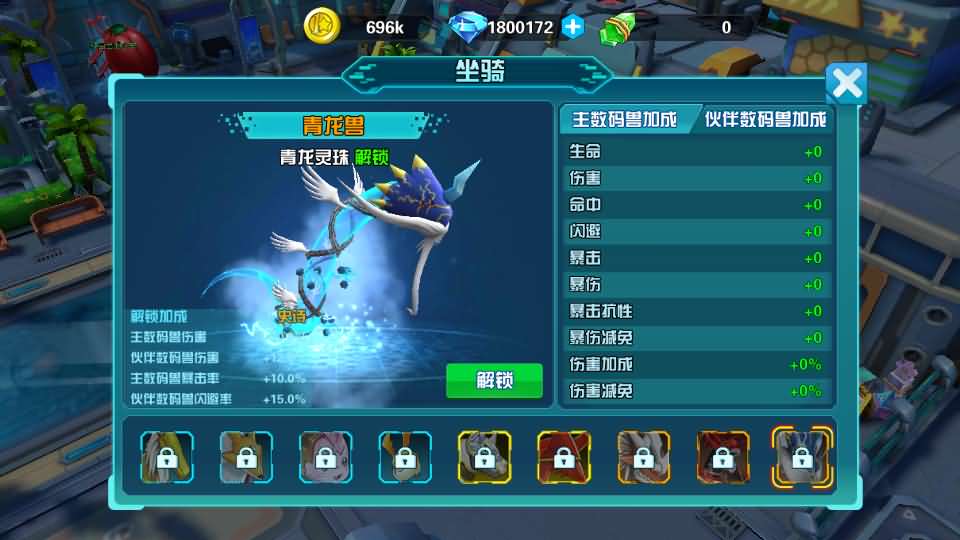 696k
1800172
0
坐骑
青龙兽
青龙灵珠 解锁
史诗
解锁加成
主数码兽伤害
伙伴数码兽伤害
主数码兽暴击率 +10.0%
伙伴数码兽闪避率 +15.0%
解锁
主数码兽加成 伙伴数码兽加成
生命 +0
伤害 +0
命中 +0
闪避 +0
暴击 +0
暴伤 +0
暴击抗性 +0
暴伤减免 +0
伤害加成 +0%
伤害减免 +0%